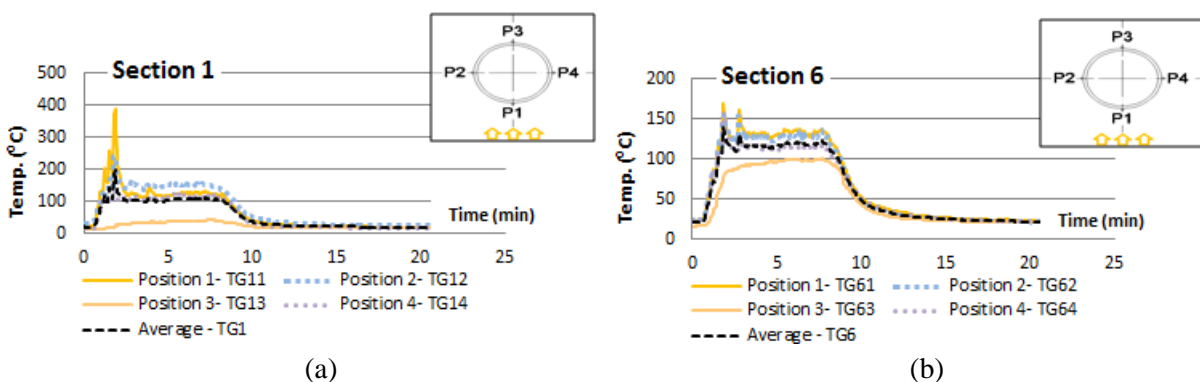 Section 1
Temp. (⁰C)
500
400
300
200
100
0
0 5 10 15 20 25
Time (min)
P3
P2 P4
P1
Position 1- TG11 Position 2- TG12
Position 3- TG13 Position 4- TG14
Average - TG1
(a)
Section 6
Temp. (⁰C)
200
150
100
50
0
0 5 10 15 20 25
Time (min)
P3
P2 P4
P1
Position 1- TG61 Position 2- TG62
Position 3- TG63 Position 4- TG64
Average - TG6
(b)